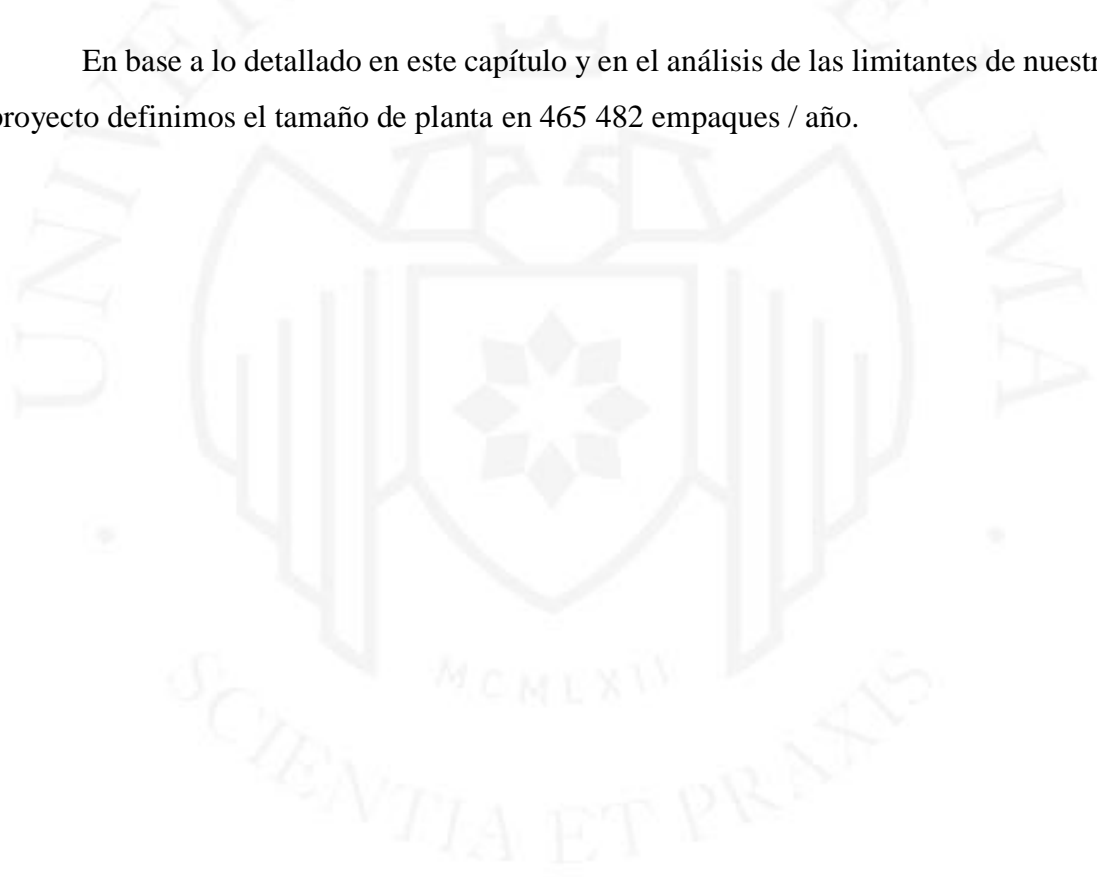 En base a lo detallado en este capítulo y en el análisis de las limitantes de nuestr
proyecto definimos el tamaño de planta en 465 482 empaques / año.
MCMLXII
SCIENTIA ET PRAXIS